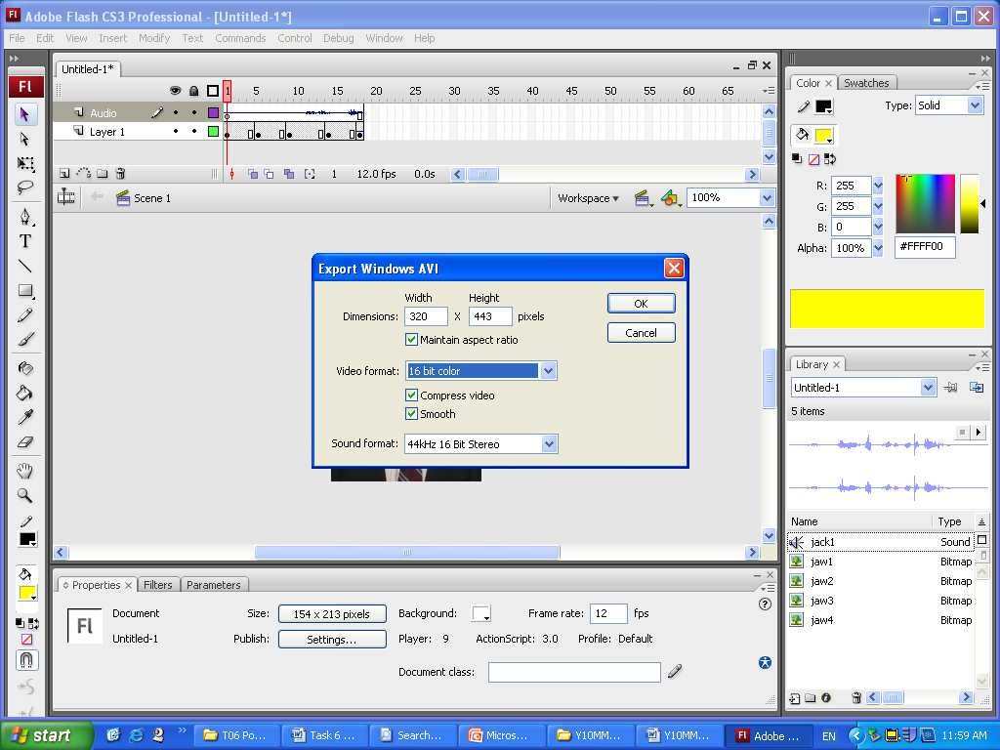 Adobe Flash CS3 Professional - [Untitled-1*]
File Edit View Insert Modify Text Commands Control Debug Window Help
Fl
Untitled-1*
1 5 10 15 20 25 30 35 40 45 50 55 60 65
Audio
Layer 1
1 12.0 fps 0.0s
Scene 1 Workspace 100%
T
Export Windows AVI
Width Height
Dimensions: 320 X 443 pixels
Maintain aspect ratio
Video format: 16 bit color
Compress video
Smooth
Sound format: 44kHz 16 Bit Stereo
OK
Cancel
Color Swatches
Type: Solid
R: 255
G: 255
B: 0
Alpha: 100% #FFFF00
Library
Untitled-1
5 items
Name Type
jack1 Sound
jaw1 Bitmap
jaw2 Bitmap
jaw3 Bitmap
jaw4 Bitmap
Properties Filters Parameters
Fl
Document Size: 154 x 213 pixels Background: Frame rate: 12 fps
Untitled-1 Publish: Settings... Player: 9 ActionScript: 3.0 Profile: Default
Document class:
start T06 Po... Task 6 ... Search... Micros... Y10MM... Y10MM... Adobe ... EN 11:59 AM